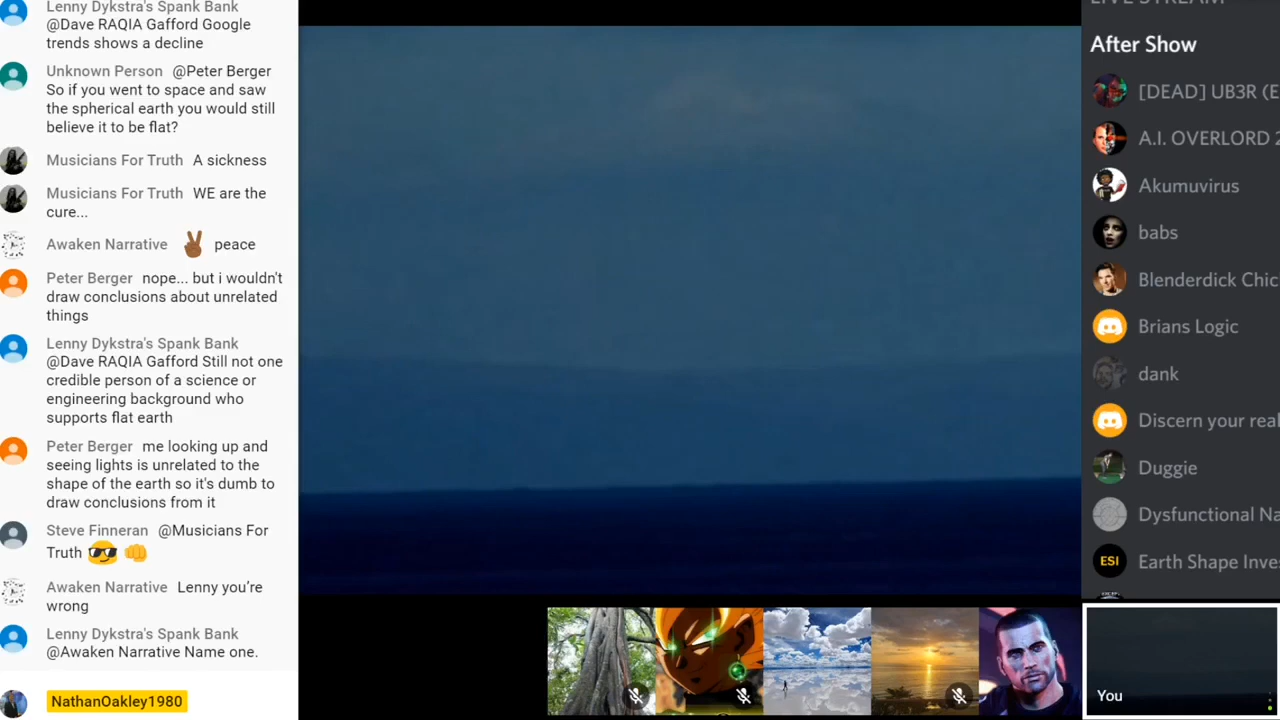 Lenny Dykstra's Spank Bank
@Dave RAQIA Gafford Google
trends shows a decline
Unknown Person @Peter Berger
So if you went to space and saw
the spherical earth you would still
believe it to be flat?
Musicians For Truth A sickness
Musicians For Truth WE are the
cure...
Awaken Narrative ✌🏾 peace
Peter Berger nope... but i wouldn't
draw conclusions about unrelated
things
Lenny Dykstra's Spank Bank
@Dave RAQIA Gafford Still not one
credible person of a science or
engineering background who
supports flat earth
Peter Berger me looking up and
seeing lights is unrelated to the
shape of the earth so it's dumb to
draw conclusions from it
Steve Finneran @Musicians For
Truth 😎 👊
Awaken Narrative Lenny you’re
wrong
Lenny Dykstra's Spank Bank
@Awaken Narrative Name one.
NathanOakley1980
LIVE STREAM
After Show
[DEAD] UB3R (E
A.I. OVERLORD 2
Akumuvirus
babs
Blenderdick Chic
Brians Logic
dank
Discern your real
Duggie
Dysfunctional Na
ESI Earth Shape Inves
You